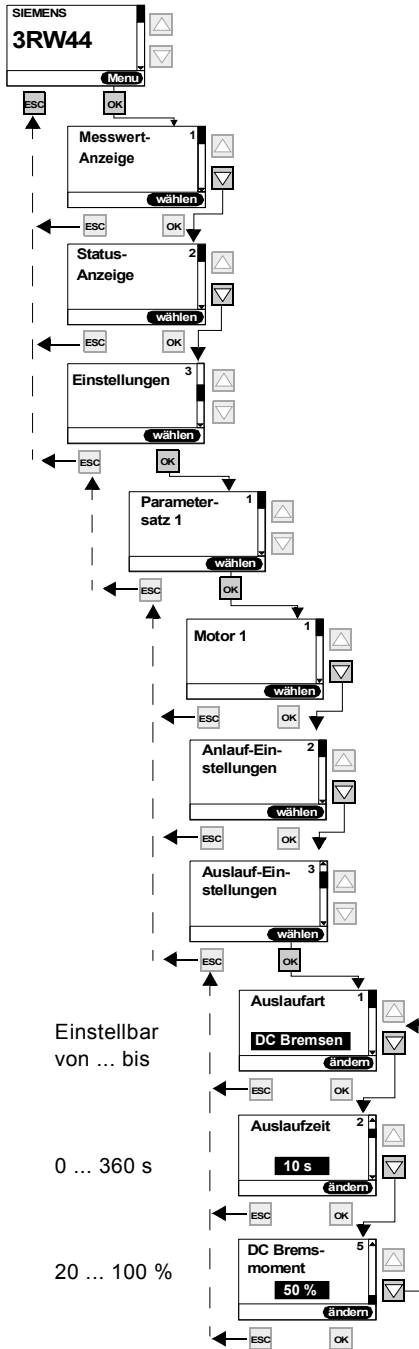 SIEMENS
3RW44
Menu
ESC
OK
Messwert-
Anzeige
1
wählen
ESC
OK
Status-
Anzeige
2
wählen
ESC
OK
Einstellungen
3
wählen
ESC
OK
Parameter-
satz 1
1
wählen
ESC
OK
Motor 1
1
wählen
ESC
OK
Anlauf-Ein-
stellungen
2
wählen
ESC
OK
Auslauf-Ein-
stellungen
3
wählen
ESC
OK
Einstellbar
von ... bis
Auslaufart
1
DC Bremsen
ändern
ESC
OK
0 ... 360 s
Auslaufzeit
2
10 s
ändern
ESC
OK
20 ... 100 %
DC Brems-
moment
5
50 %
ändern
ESC
OK